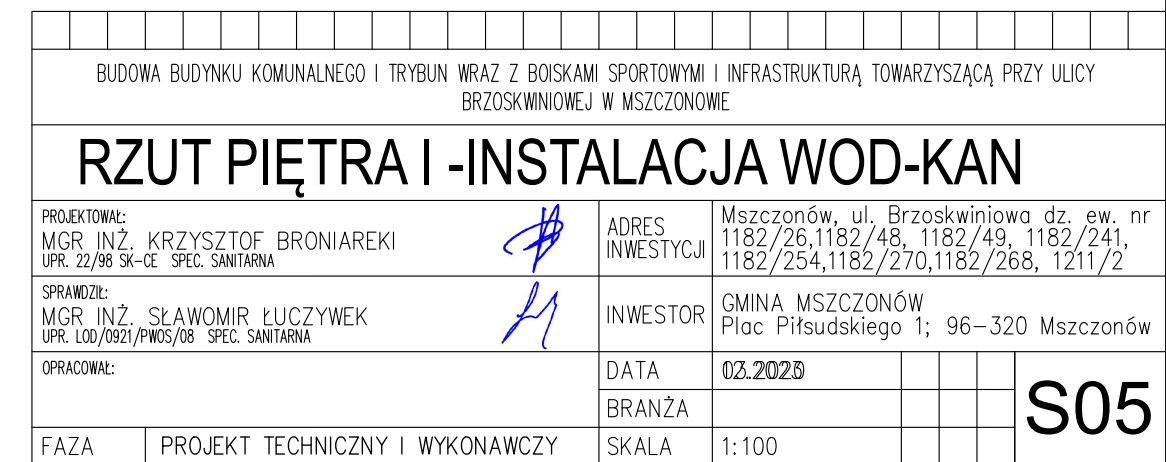 BUDOWA BUDYNKU KOMUNALNEGO I TRYBUN WRAZ Z BOISKAMI SPORTOWYMI I INFRASTRUKTURĄ TOWARZYSZĄCĄ PRZY ULICY
BRZOSKWINIOWEJ W MSZCZONOWIE
RZUT PIĘTRA I -INSTALACJA WOD-KAN
PROJEKTOWAŁ:
MGR INŻ. KRZYSZTOF BRONIAREKI
UPR. 22/98 SK-CE SPEC. SANITARNA
ADRES
INWESTYCJI
Mszczonów, ul. Brzoskwiniowa dz. ew. nr
1182/26,1182/48, 1182/49, 1182/241,
1182/254,1182/270,1182/268, 1211/2
SPRAWDZIŁ:
MGR INŻ. SŁAWOMIR ŁUCZYWEK
UPR. LOD/0921/PWOS/08 SPEC. SANITARNA
INWESTOR
GMINA MSZCZONÓW
Plac Piłsudskiego 1; 96-320 Mszczonów
OPRACOWAŁ:
DATA
BRANŻA
S05
FAZA
PROJEKT TECHNICZNY I WYKONAWCZY
SKALA
1:100